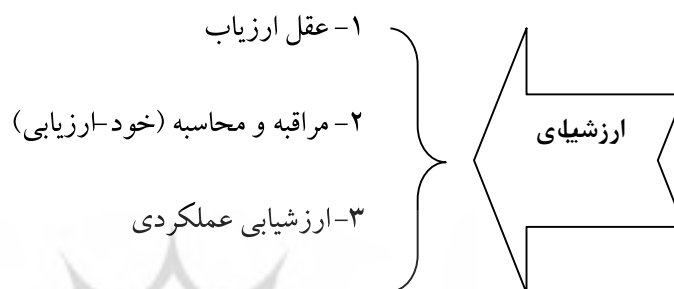 ارزشیابی
۱- عقل ارزیاب
۲- مراقبه و محاسبه (خود-ارزیابی)
۳-ارزشیابی عملکردی